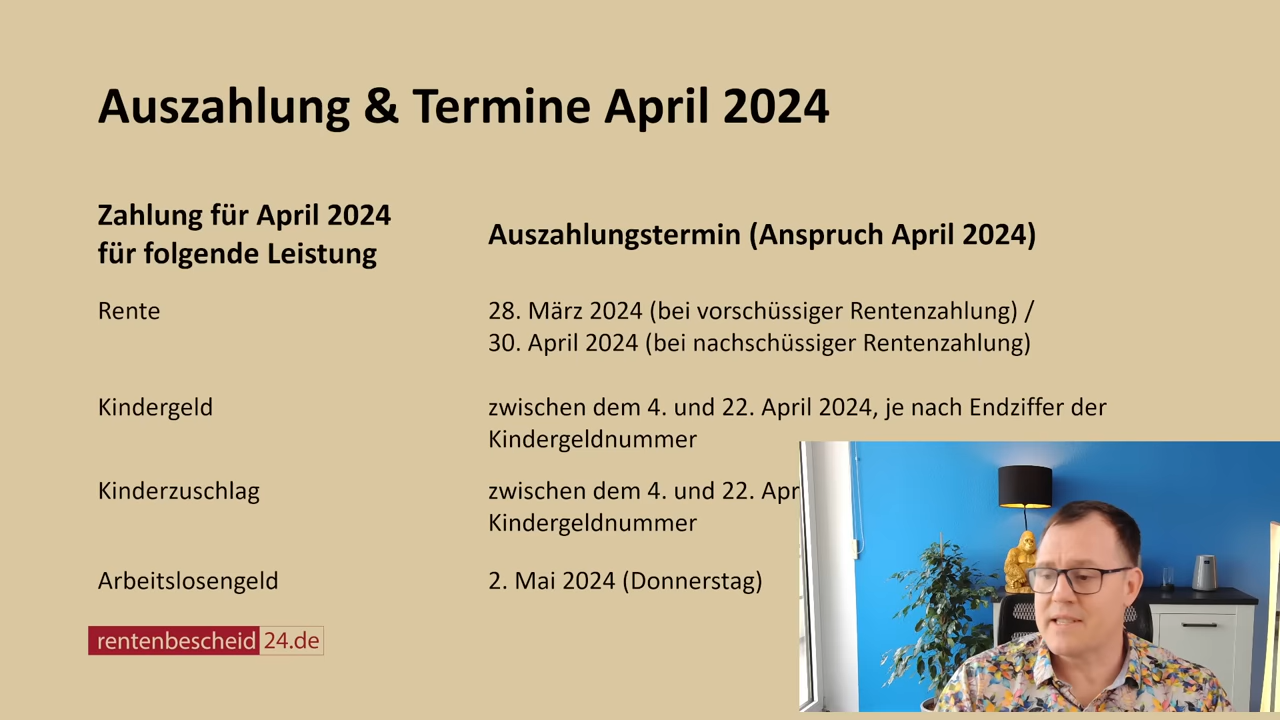 Auszahlung & Termine April 2024
Zahlung für April 2024
für folgende Leistung
Auszahlungstermin (Anspruch April 2024)
Rente
28. März 2024 (bei vorschüssiger Rentenzahlung) /
30. April 2024 (bei nachschüssiger Rentenzahlung)
Kindergeld
zwischen dem 4. und 22. April 2024, je nach Endziffer der
Kindergeldnummer
Kinderzuschlag
zwischen dem 4. und 22. Apr
Kindergeldnummer
Arbeitslosengeld
2. Mai 2024 (Donnerstag)
rentenbescheid 24.de